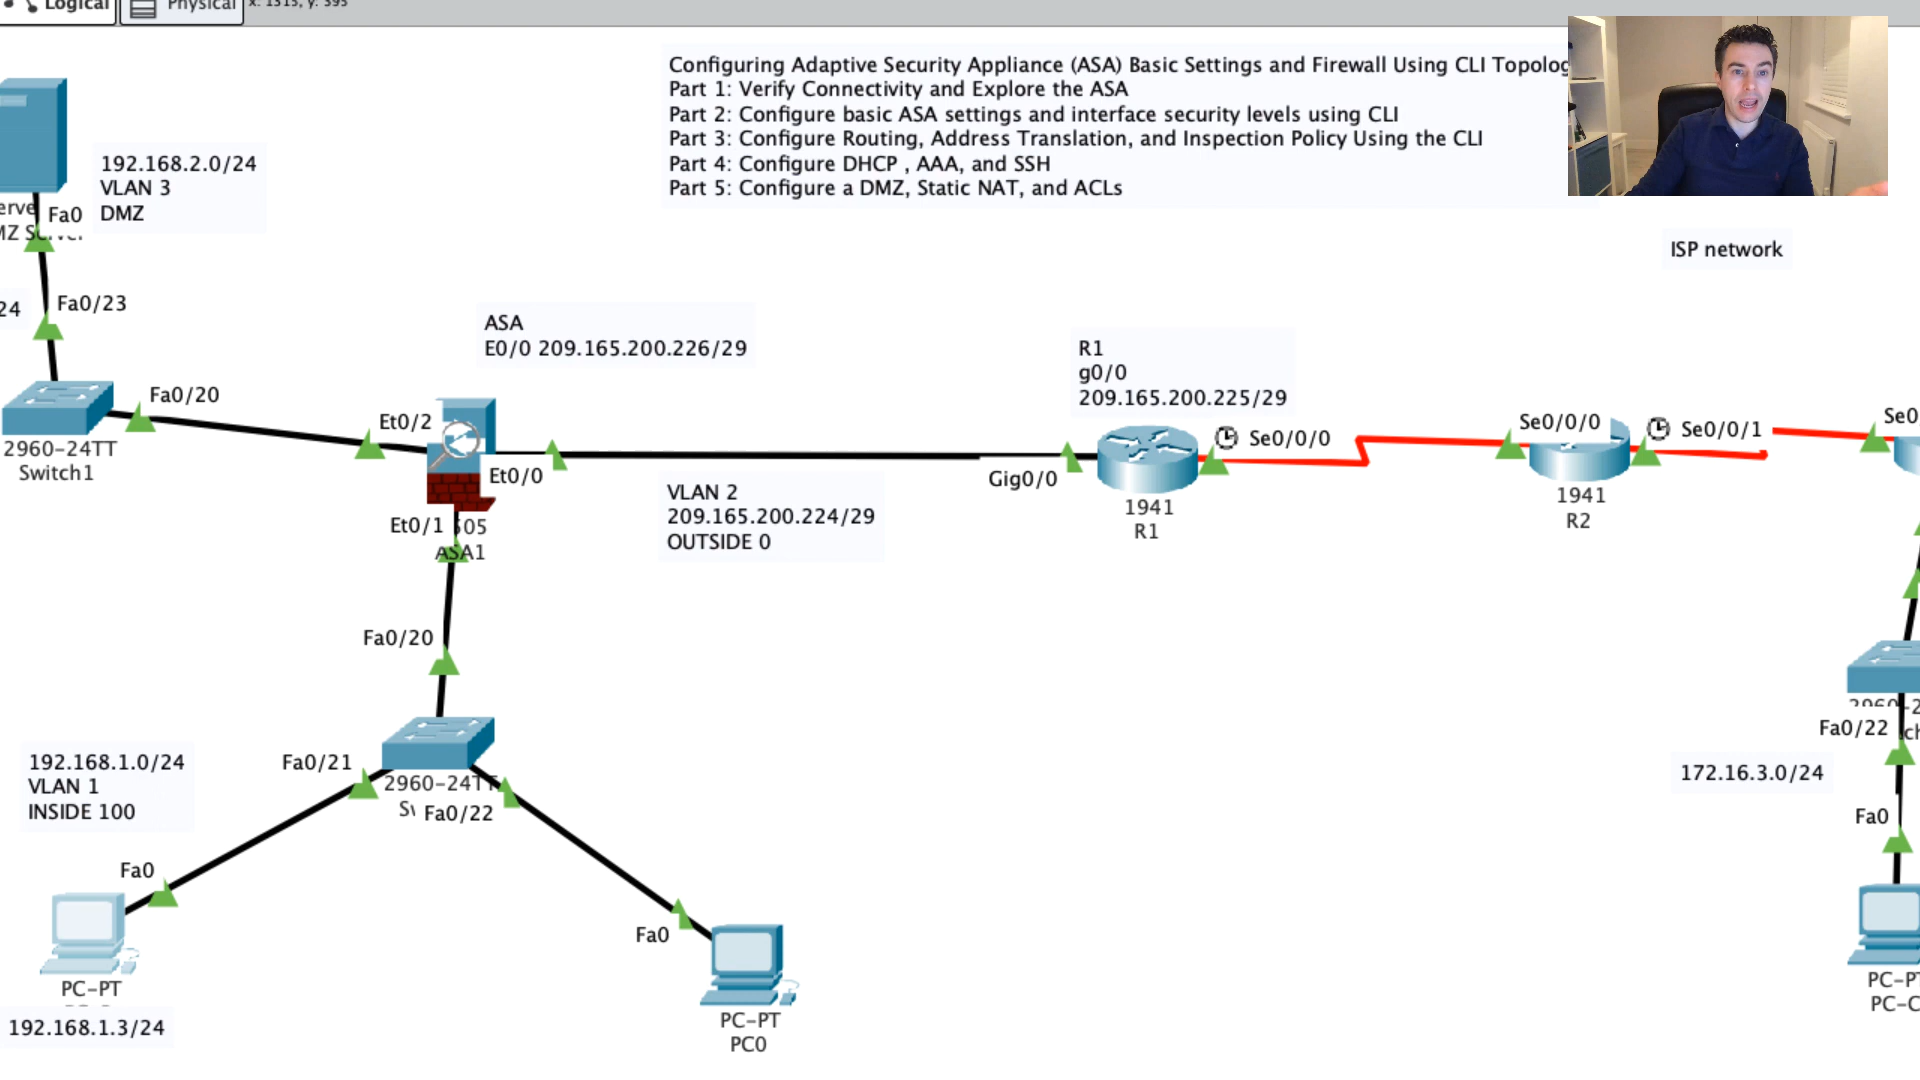 Logical
Physical
x: 1315, y: 395
Configuring Adaptive Security Appliance (ASA) Basic Settings and Firewall Using CLI
Part 1: Verify Connectivity and Explore the ASA
Part 2: Configure basic ASA settings and interface security levels using CLI
Part 3: Configure Routing, Address Translation, and Inspection Policy Using the CLI
Part 4: Configure DHCP , AAA, and SSH
Part 5: Configure a DMZ, Static NAT, and ACLs
192.168.2.0/24
VLAN 3
DMZ
Fa0
ISP network
Fa0/23
ASA
E0/0 209.165.200.226/29
R1
g0/0
209.165.200.225/29
Fa0/20
2960-24TT
Switch1
Et0/2
Et0/0
Et0/1
ASA1
VLAN 2
209.165.200.224/29
OUTSIDE 0
Gig0/0
Se0/0/0
1941
R1
Se0/0/0
Se0/0/1
1941
R2
Fa0/20
192.168.1.0/24
VLAN 1
INSIDE 100
Fa0/21
2960-24TT
Fa0/22
Fa0
PC-PT
192.168.1.3/24
Fa0
PC-PT
PC0
Fa0/22
172.16.3.0/24
Fa0